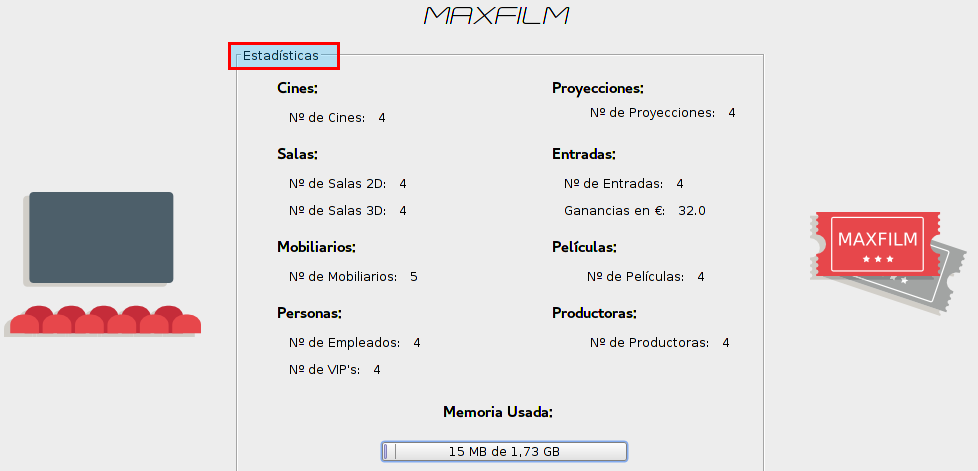 MAXFILM
Estadísticas
Cines:
Nº de Cines: 4
Salas:
Nº de Salas 2D: 4
Nº de Salas 3D: 4
Mobiliarios:
Nº de Mobiliarios: 5
Personas:
Nº de Empleados: 4
Nº de VIP's: 4
Proyecciones:
Nº de Proyecciones: 4
Entradas:
Nº de Entradas: 4
Ganancias en €: 32.0
Películas:
Nº de Películas: 4
Productoras:
Nº de Productoras: 4
Memoria Usada:
15 MB de 1,73 GB
MAXFILM